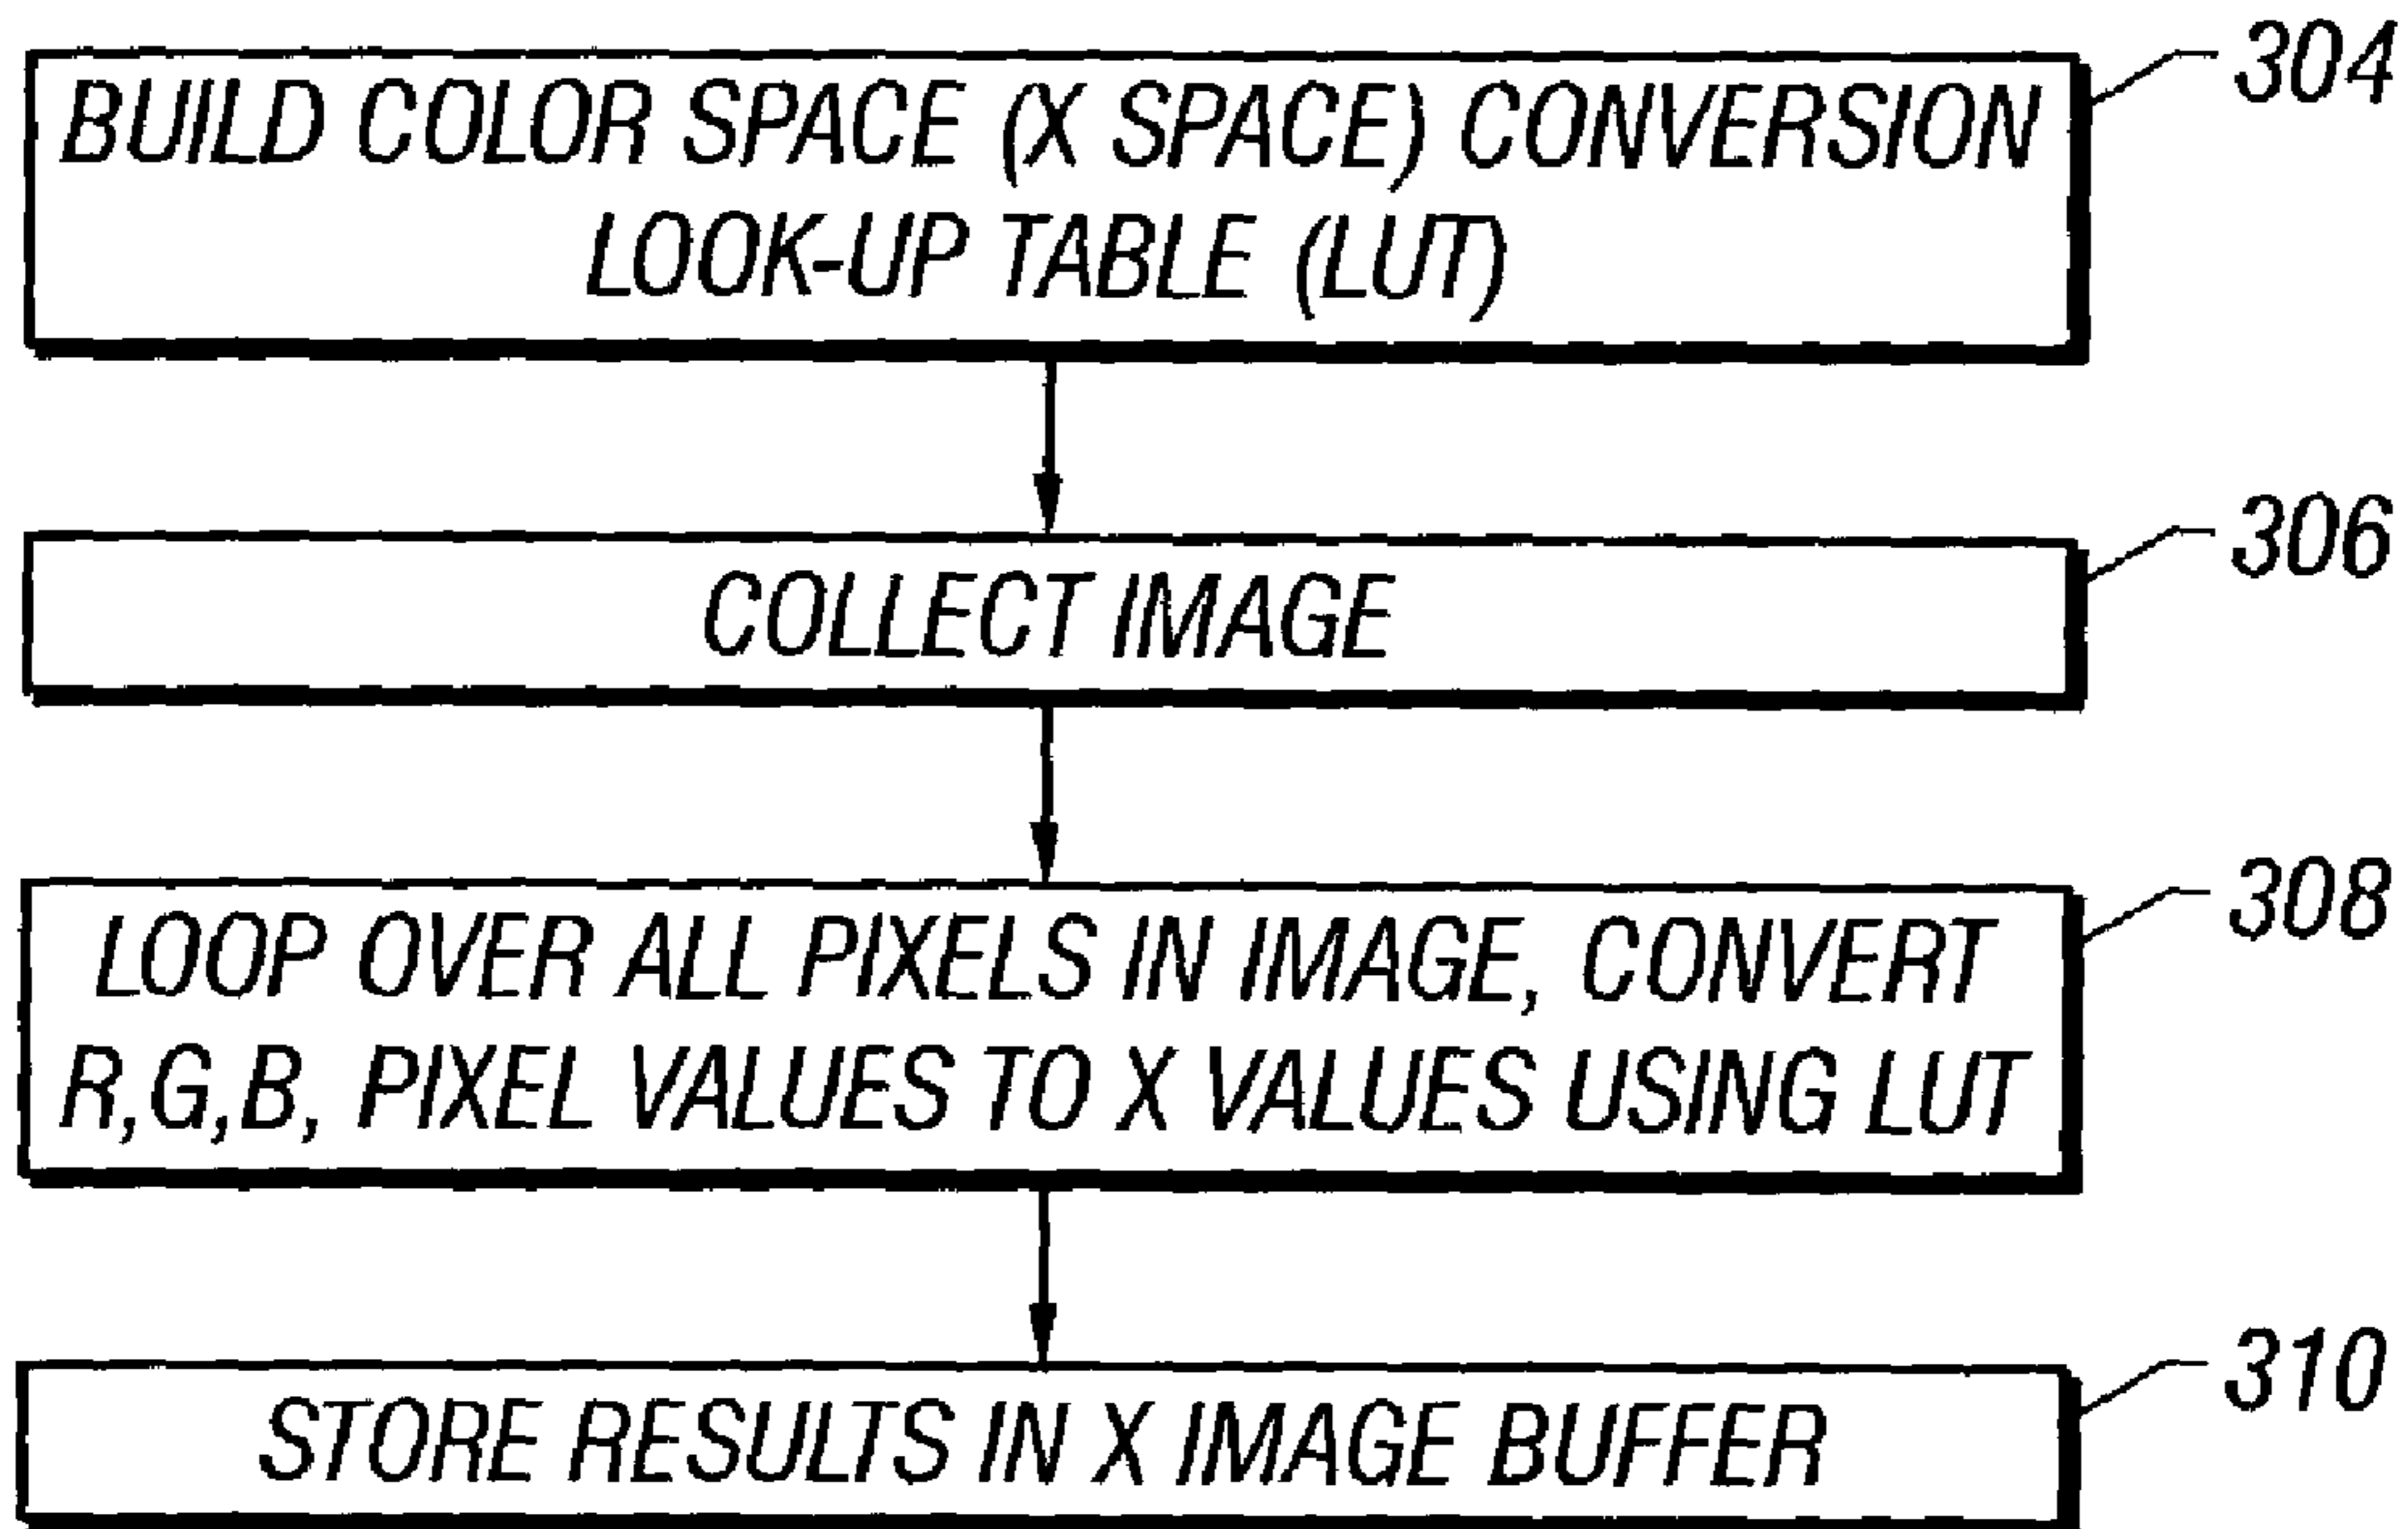 304
BUILD COLOR SPACE (X SPACE) CONVERSION
LOOK-UP TABLE (LUT)
306
COLLECT IMAGE
308
LOOP OVER ALL PIXELS IN IMAGE, CONVERT
R,G,B, PIXEL VALUES TO X VALUES USING LUT
310
STORE RESULTS IN X IMAGE BUFFER